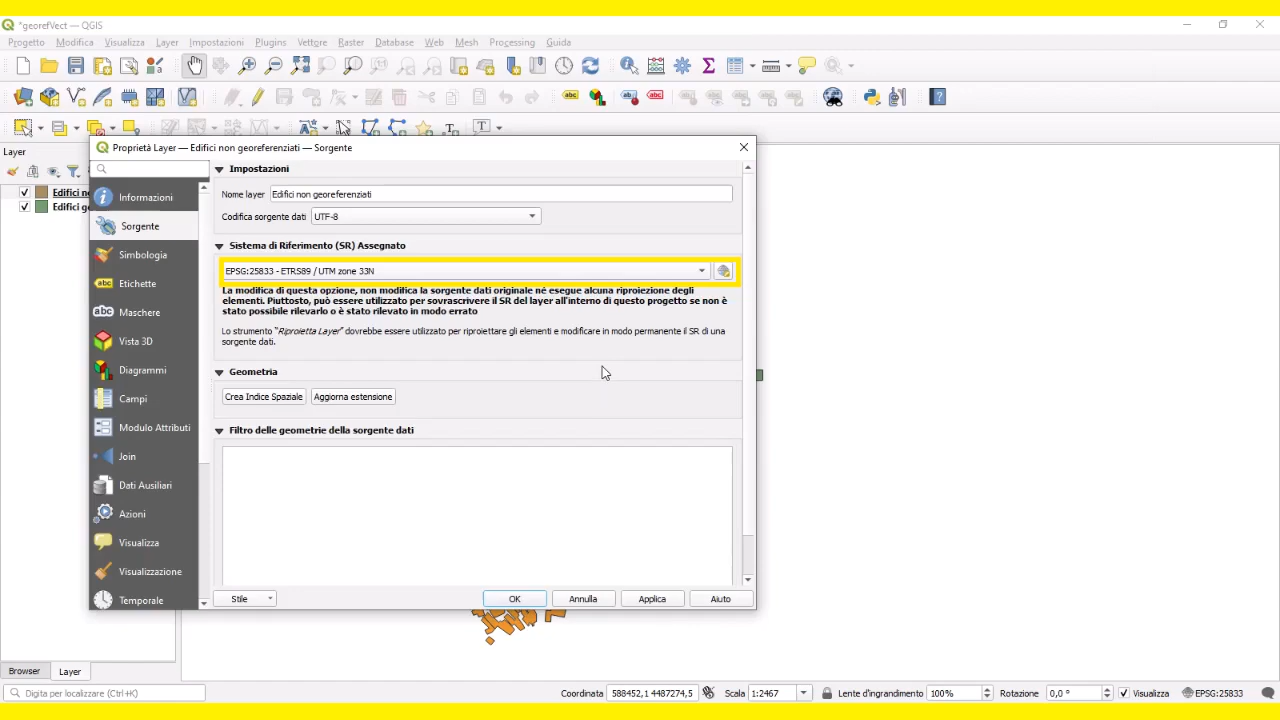 *georefVect — QGIS
Progetto Modifica Visualizza Layer Impostazioni Plugins Vettore Raster Database Web Mesh Processing Guida
Layer
Edifici ne
Edifici ge
Proprietà Layer — Edifici non georeferenziati — Sorgente
Informazioni
Sorgente
Simbologia
Etichette
Maschere
Vista 3D
Diagrammi
Campi
Modulo Attributi
Join
Dati Ausiliari
Azioni
Visualizza
Visualizzazione
Temporale
Impostazioni
Nome layer Edifici non georeferenziati
Codifica sorgente dati UTF-8
Sistema di Riferimento (SR) Assegnato
EPSG:25833 - ETRS89 / UTM zone 33N
La modifica di questa opzione, non modifica la sorgente dati originale né esegue alcuna riproiezione degli
elementi. Piuttosto, può essere utilizzato per sovrascrivere il SR del layer all'interno di questo progetto se non è
stato possibile rilevarlo o è stato rilevato in modo errato
Lo strumento "Riproietta Layer" dovrebbe essere utilizzato per riproiettare gli elementi e modificare in modo permanente il SR di una
sorgente dati.
Geometria
Crea Indice Spaziale Aggiorna estensione
Filtro delle geometrie della sorgente dati
Stile OK Annulla Applica Aiuto
Browser Layer
Digita per localizzare (Ctrl+K) Coordinata 588452,1 4487274,5 Scala 1:2467 Lente d'ingrandimento 100% Rotazione 0,0 ° Visualizza EPSG:25833